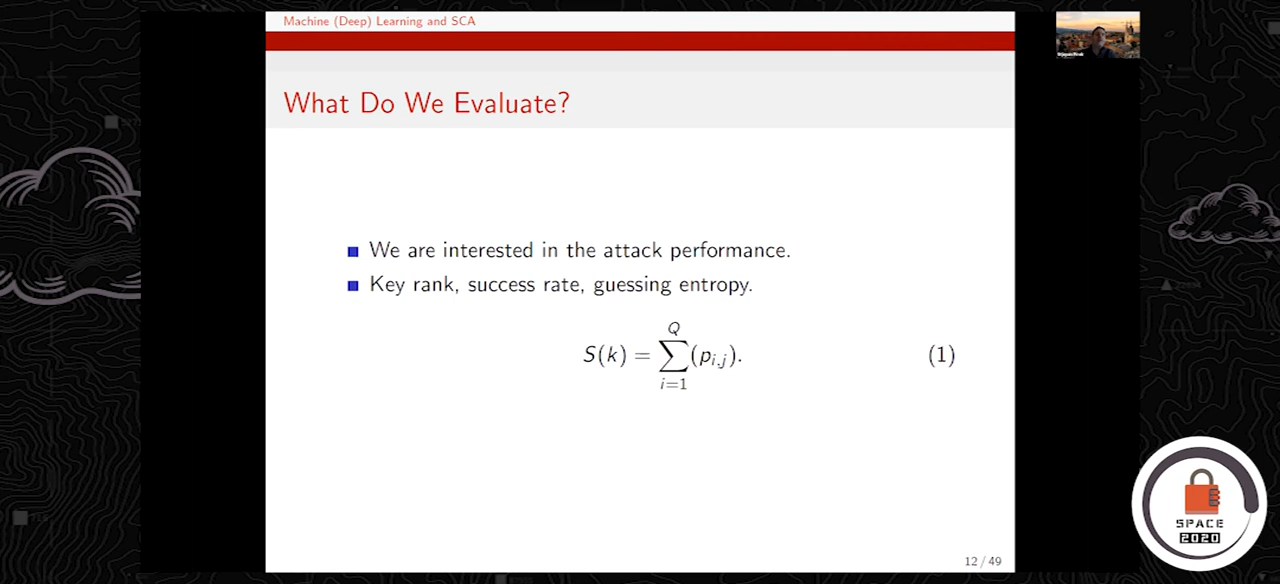 Machine (Deep) Learning and SCA
What Do We Evaluate?
We are interested in the attack performance.
Key rank, success rate, guessing entropy.
S(k) = \sum_{i=1}^{Q} (p_{i,j}). (1)
12 / 49
SPACE
2020